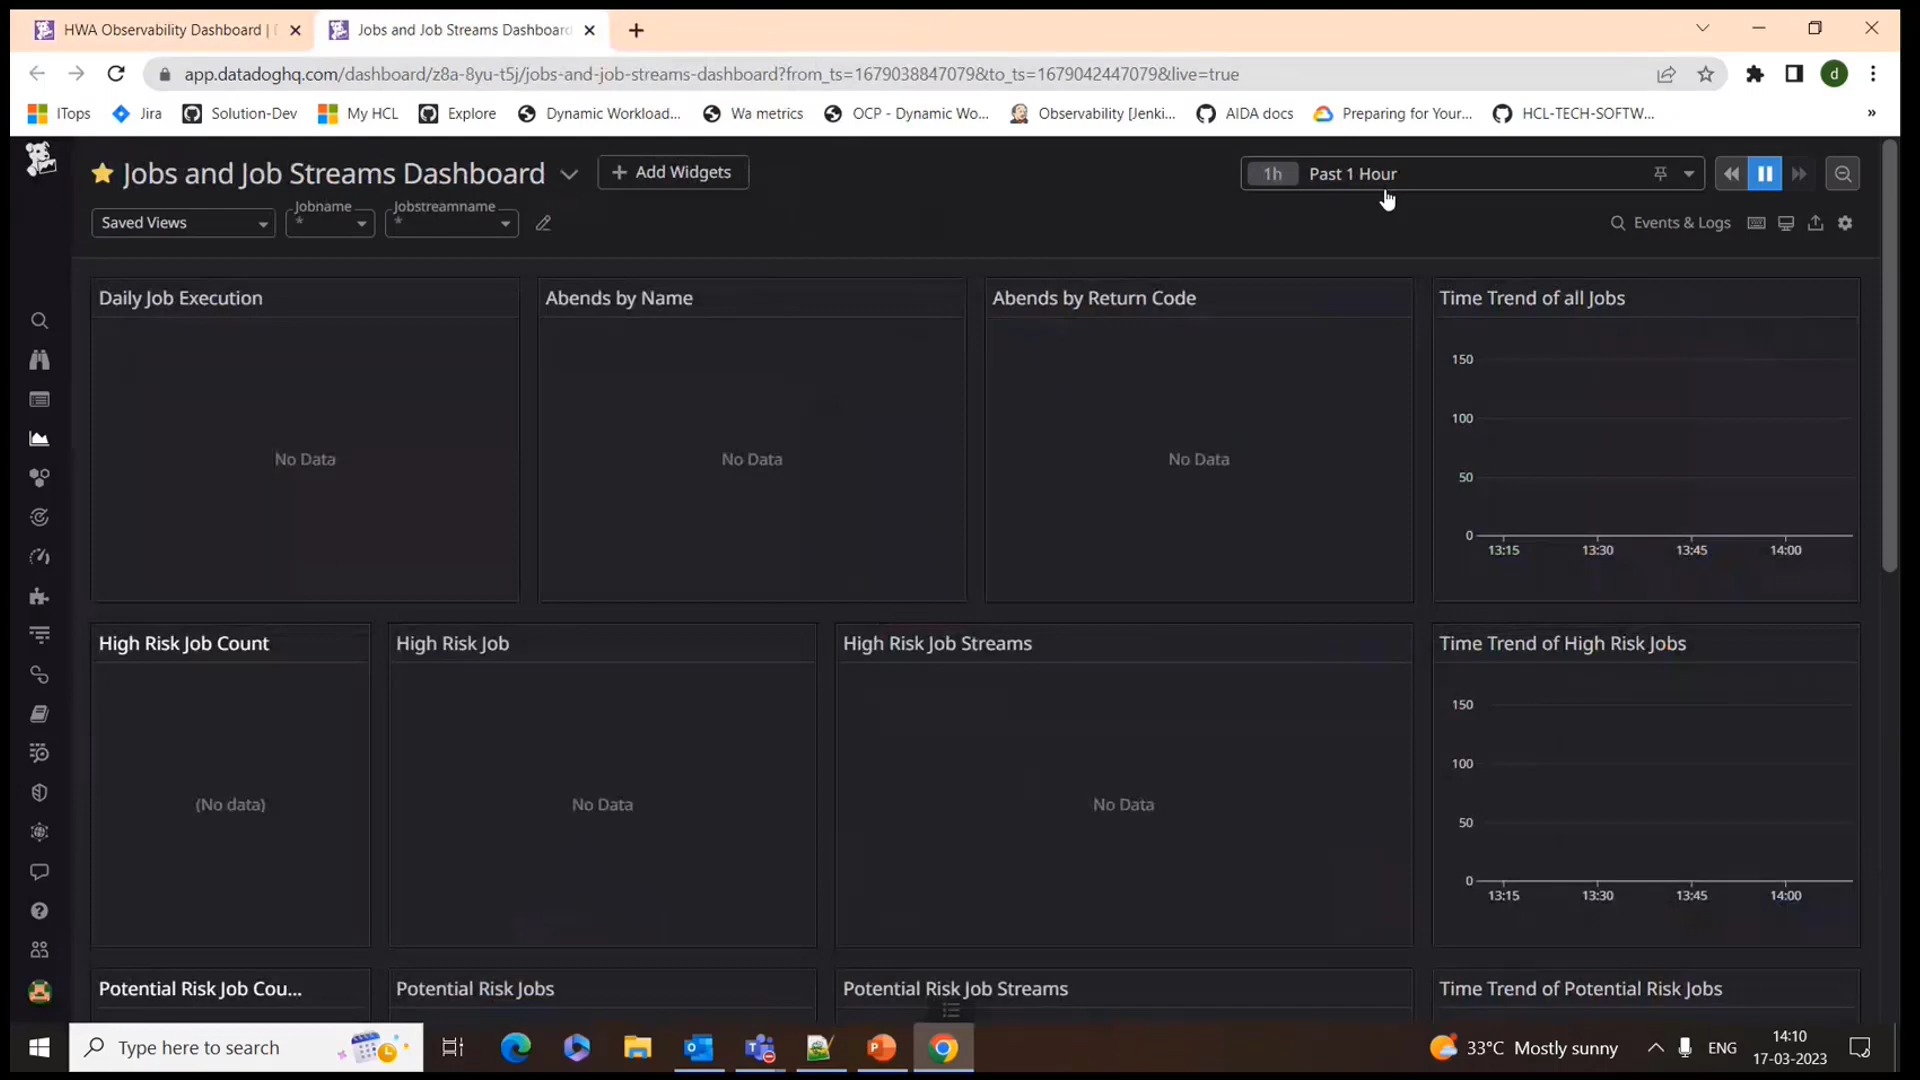 HWA Observability Dashboard |
Jobs and Job Streams Dashboard
app.datadoghq.com/dashboard/z8a-8yu-t5j/jobs-and-job-streams-dashboard?from_ts=1679038847079&to_ts=1679042447079&live=true
d
ITops Jira Solution-Dev My HCL Explore Dynamic Workload... Wa metrics OCP - Dynamic Wo... Observability [Jenki... AIDA docs Preparing for Your... HCL-TECH-SOFTW... »
Jobs and Job Streams Dashboard
+ Add Widgets
1h Past 1 Hour
Saved Views
Jobname
*
Jobstreamname
*
Events & Logs
Daily Job Execution
No Data
Abends by Name
No Data
Abends by Return Code
No Data
Time Trend of all Jobs
150
100
50
0
13:15 13:30 13:45 14:00
High Risk Job Count
(No data)
High Risk Job
No Data
High Risk Job Streams
No Data
Time Trend of High Risk Jobs
150
100
50
0
13:15 13:30 13:45 14:00
Potential Risk Job Cou...
Potential Risk Jobs
Potential Risk Job Streams
Time Trend of Potential Risk Jobs
Type here to search
33°C Mostly sunny
ENG
14:10
17-03-2023